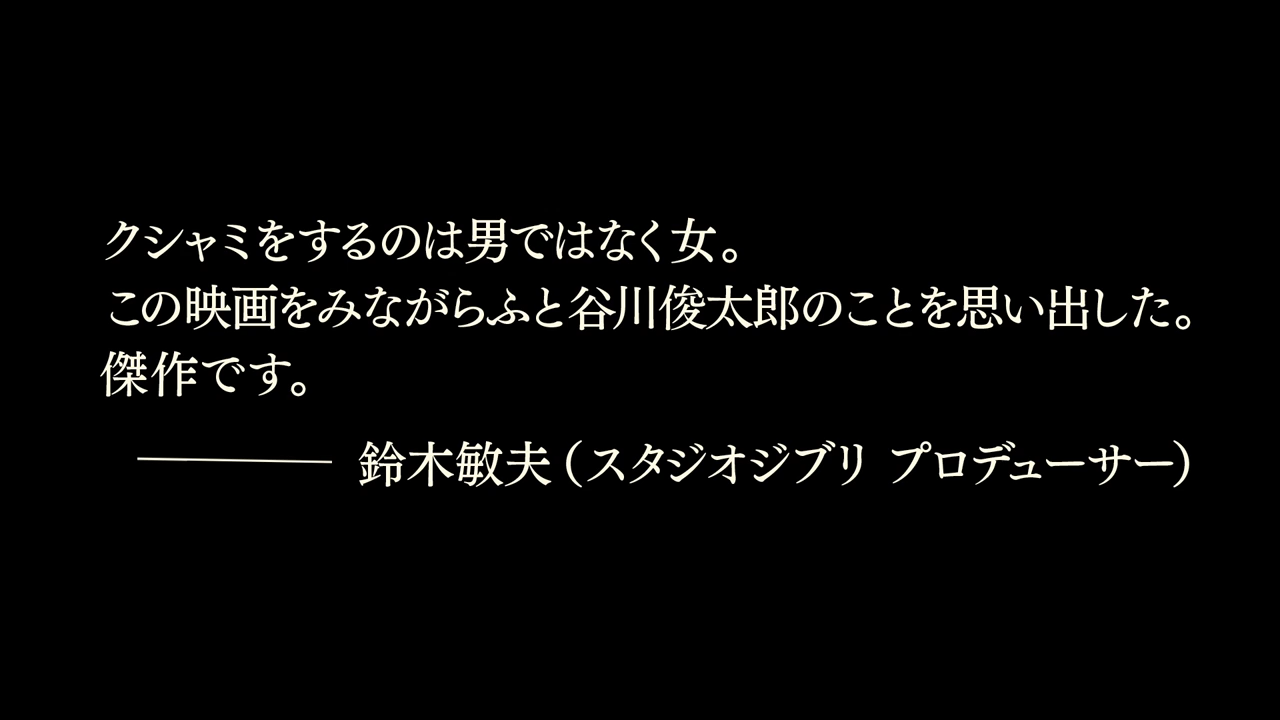 クシャミをするのは男ではなく女。
この映画をみながらふと谷川俊太郎のことを思い出した。
傑作です。
――――鈴木敏夫（スタジオジブリ プロデューサー）